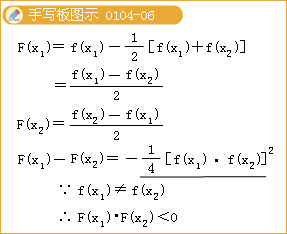 手写板图示 0104-06
F(x₁)= f(x₁)-1/2[f(x₁)+f(x₂)]
=f(x₁)-f(x₂)/2
F(x₂)=f(x₂)-f(x₁)/2
F(x₁)-F(x₂)=-1/4[f(x₁)·f(x₂)]²
∵ f(x₁)≠f(x₂)
∴ F(x₁)·F(x₂)<0